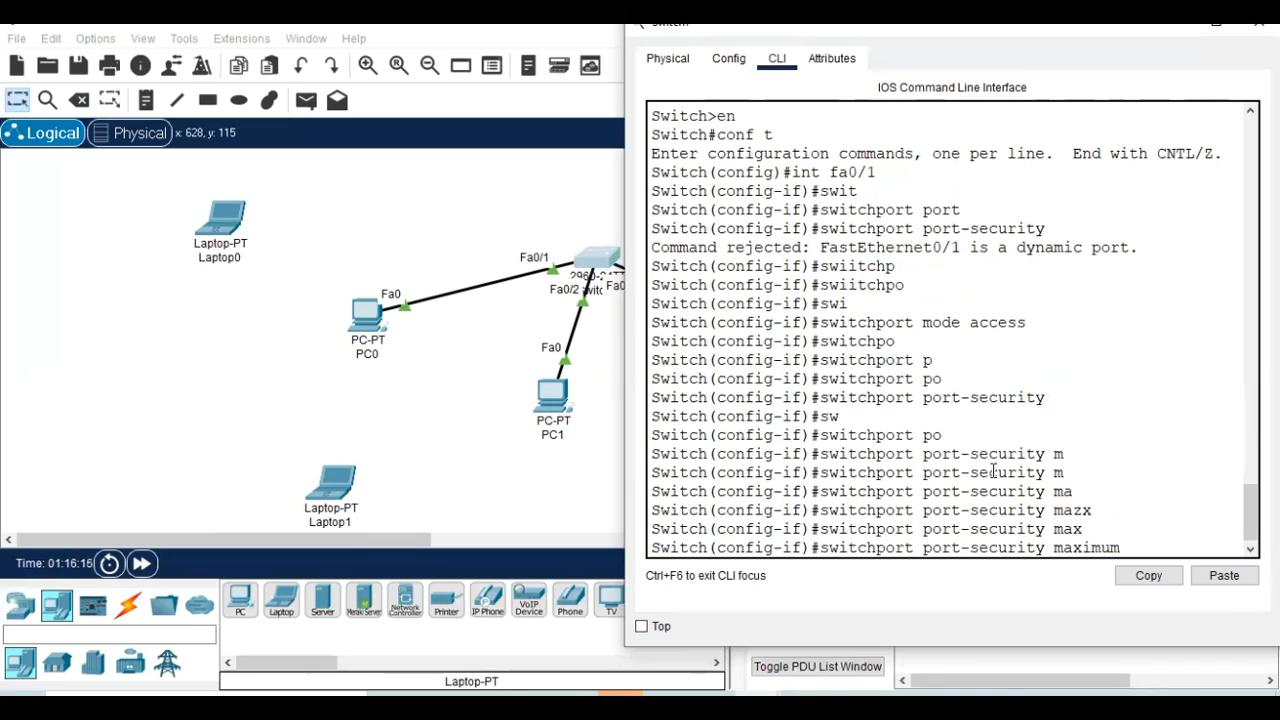 File Edit Options View Tools Extensions Window Help
Logical Physical x: 628, y: 115
Laptop-PT
Laptop0
Fa0/1
Fa0/2
Fa0
PC-PT
PC0
Fa0
PC-PT
PC1
Laptop-PT
Laptop1
Time: 01:16:15
PC Laptop Server Meraki Server Network Controller Printer IP Phone VoIP Device Phone TV
Laptop-PT
Physical Config CLI Attributes
IOS Command Line Interface
Switch>en
Switch#conf t
Enter configuration commands, one per line. End with CNTL/Z.
Switch(config)#int fa0/1
Switch(config-if)#swit
Switch(config-if)#switchport port
Switch(config-if)#switchport port-security
Command rejected: FastEthernet0/1 is a dynamic port.
Switch(config-if)#swiitchp
Switch(config-if)#swiitchpo
Switch(config-if)#swi
Switch(config-if)#switchport mode access
Switch(config-if)#switchpo
Switch(config-if)#switchport p
Switch(config-if)#switchport po
Switch(config-if)#switchport port-security
Switch(config-if)#sw
Switch(config-if)#switchport po
Switch(config-if)#switchport port-security m
Switch(config-if)#switchport port-security m
Switch(config-if)#switchport port-security ma
Switch(config-if)#switchport port-security mazx
Switch(config-if)#switchport port-security max
Switch(config-if)#switchport port-security maximum
Ctrl+F6 to exit CLI focus
Copy Paste
Top
Toggle PDU List Window